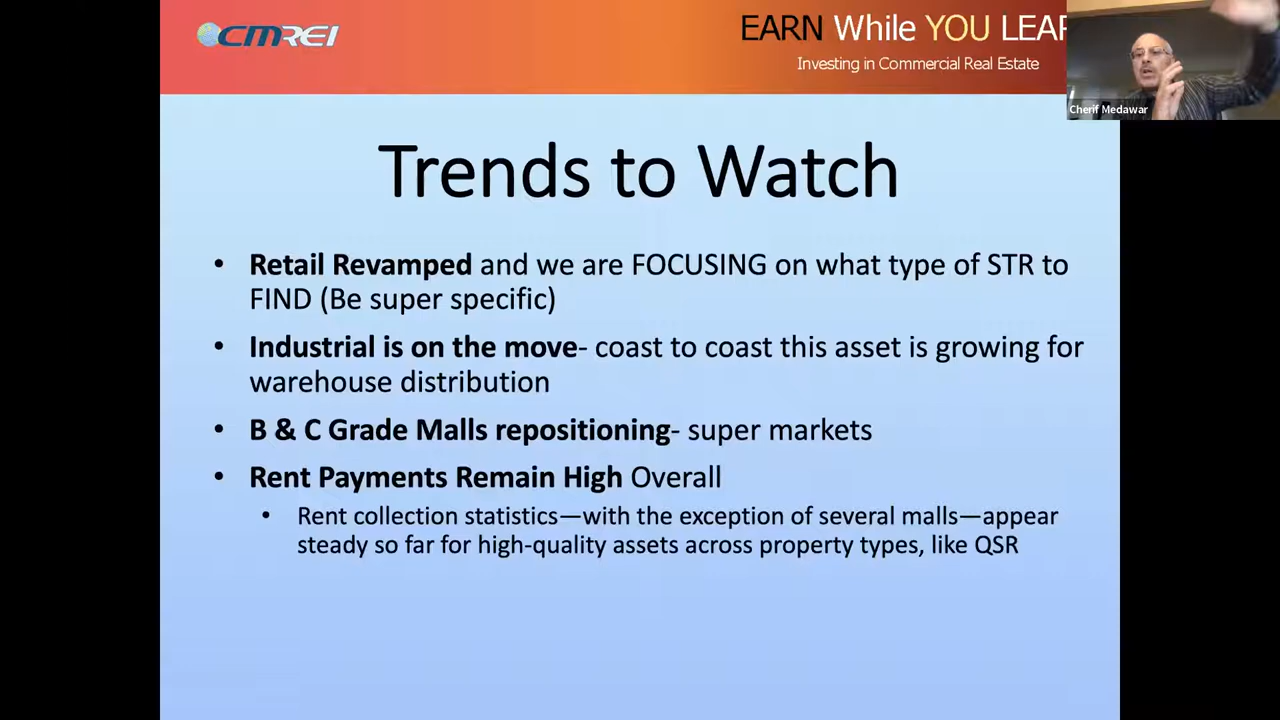 CMREI
EARN While YOU LEAR
Investing in Commercial Real Estate
Cherif Medawar
Trends to Watch
• Retail Revamped and we are FOCUSING on what type of STR to
FIND (Be super specific)
• Industrial is on the move- coast to coast this asset is growing for
warehouse distribution
• B & C Grade Malls repositioning- super markets
• Rent Payments Remain High Overall
• Rent collection statistics—with the exception of several malls—appear
steady so far for high-quality assets across property types, like QSR